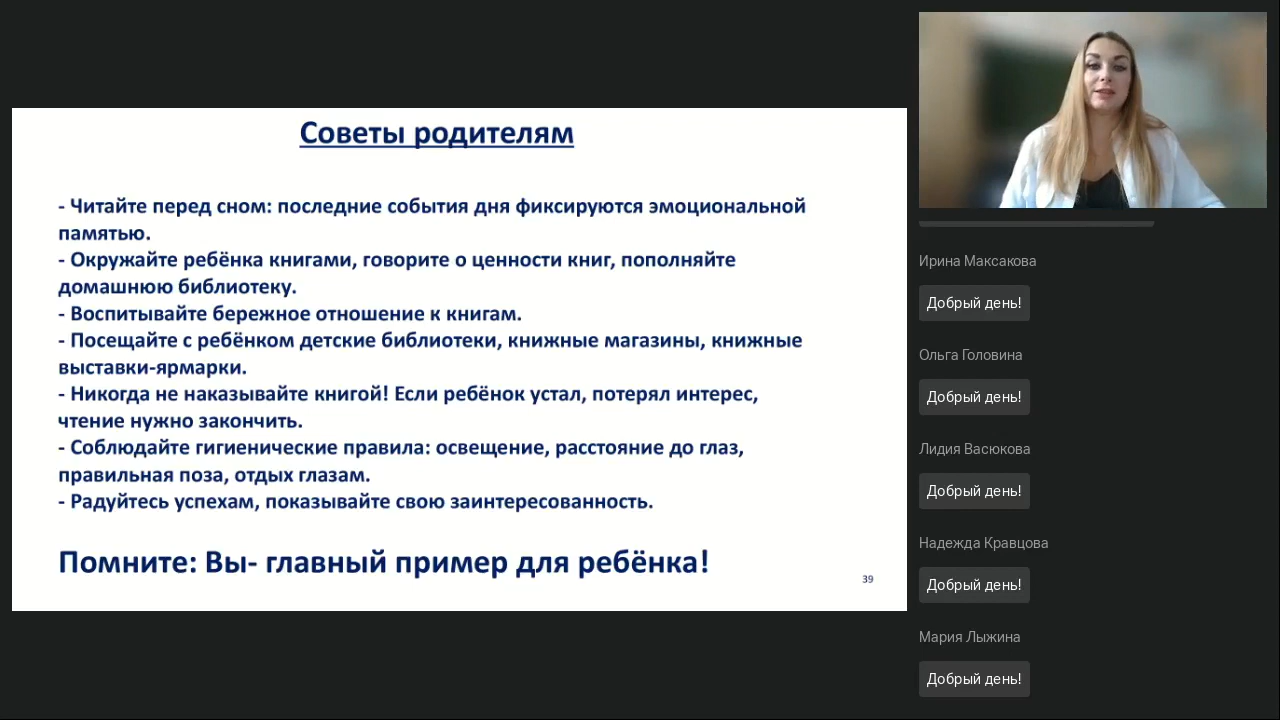 Советы родителям
- Читайте перед сном: последние события дня фиксируются эмоциональной
памятью.
- Окружайте ребёнка книгами, говорите о ценности книг, пополняйте
домашнюю библиотеку.
- Воспитывайте бережное отношение к книгам.
- Посещайте с ребёнком детские библиотеки, книжные магазины, книжные
выставки-ярмарки.
- Никогда не наказывайте книгой! Если ребёнок устал, потерял интерес,
чтение нужно закончить.
- Соблюдайте гигиенические правила: освещение, расстояние до глаз,
правильная поза, отдых глазам.
- Радуйтесь успехам, показывайте свою заинтересованность.
Помните: Вы- главный пример для ребёнка!
39
Ирина Максакова
Добрый день!
Ольга Головина
Добрый день!
Лидия Васюкова
Добрый день!
Надежда Кравцова
Добрый день!
Мария Лыжина
Добрый день!